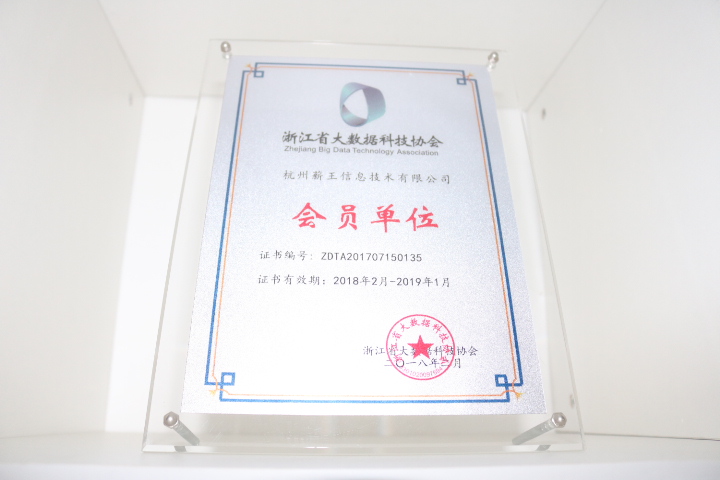 浙江省大数据科技协会
Zhejiang Big Data Technology Association
杭州薪王信息技术有限公司
会员单位
证书编号: ZDTA201707150135
证书有效期: 2018年2月-2019年1月
浙江省大数据科技协会
二〇一八年二月